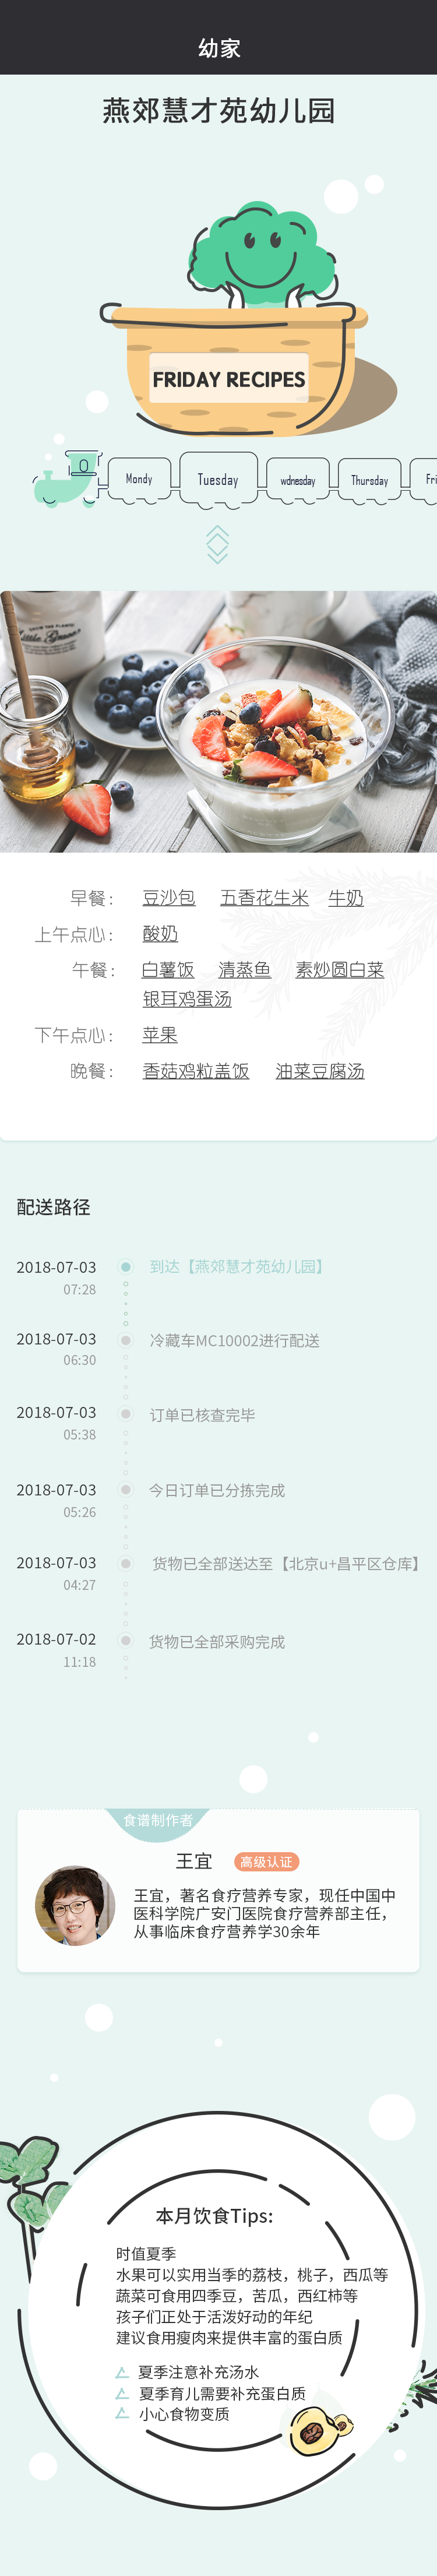 幼家
燕郊慧才苑幼儿园
FRIDAY RECIPES
Mondy Tuesday wdnesday Thursday Fri
早餐： 豆沙包 五香花生米 牛奶
上午点心： 酸奶
午餐： 白薯饭 清蒸鱼 素炒圆白菜
银耳鸡蛋汤
下午点心： 苹果
晚餐： 香菇鸡粒盖饭 油菜豆腐汤
配送路径
2018-07-03 到达【燕郊慧才苑幼儿园】
07:28
2018-07-03 冷藏车MC10002进行配送
06:30
2018-07-03 订单已核查完毕
05:38
2018-07-03 今日订单已分拣完成
05:26
2018-07-03 货物已全部送达至【北京u+昌平区仓库】
04:27
2018-07-02 货物已全部采购完成
11:18
食谱制作者
王宜 高级认证
王宜，著名食疗营养专家，现任中国中
医科学院广安门医院食疗营养部主任，
从事临床食疗营养学30余年
本月饮食Tips:
时值夏季
水果可以实用当季的荔枝，桃子，西瓜等
蔬菜可食用四季豆，苦瓜，西红柿等
孩子们正处于活泼好动的年纪
建议食用瘦肉来提供丰富的蛋白质
夏季注意补充汤水
夏季育儿需要补充蛋白质
小心食物变质